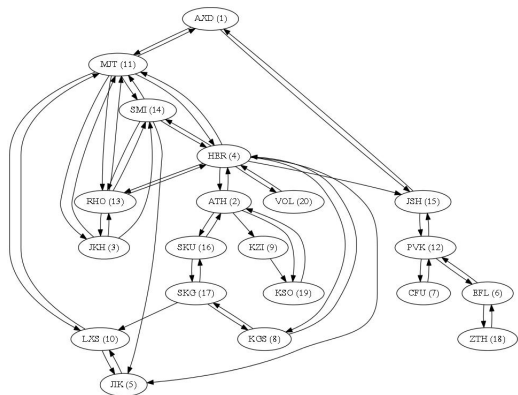 AXD (1)
MJT (11)
SMI (14)
HER (4)
RHO (13)
ATH (2)
VOL (20)
JSH (15)
JKH (3)
SKU (16)
KZI (9)
PVK (12)
SKG (17)
KSO (19)
CFU (7)
EFL (6)
LXS (10)
KGS (8)
ZTH (18)
JIK (5)